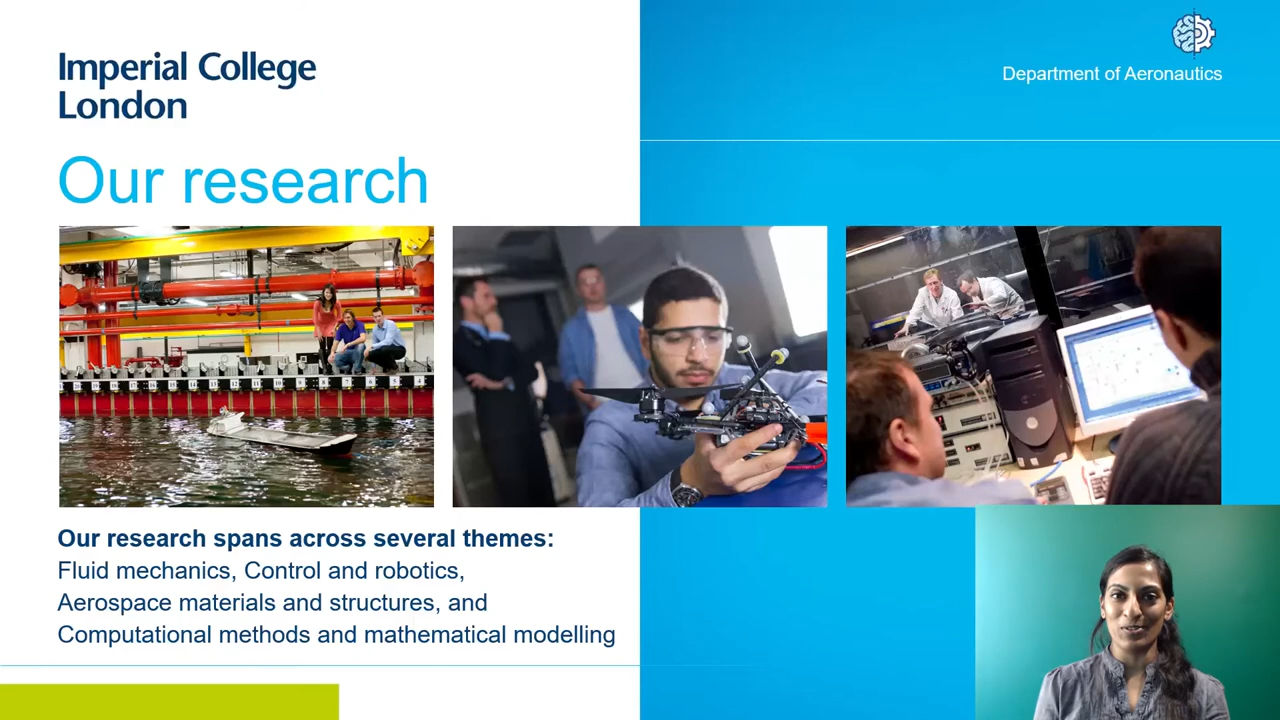 Imperial College
London
Department of Aeronautics
Our research
Our research spans across several themes:
Fluid mechanics, Control and robotics,
Aerospace materials and structures, and
Computational methods and mathematical modelling